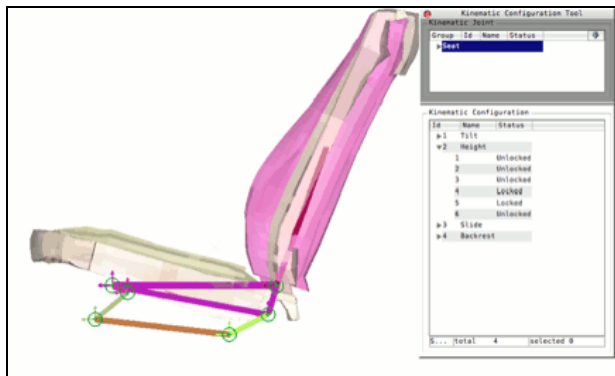 Kinematic Configuration Tool
Kinematic Joint
Group Id Name Status
Seat
Kinematic Configuration
Id Name Status
1 Tilt
2 Height
1 Unlocked
2 Unlocked
3 Unlocked
4 Locked
5 Locked
6 Unlocked
3 Slide
4 Backrest
S... total 4 selected 0